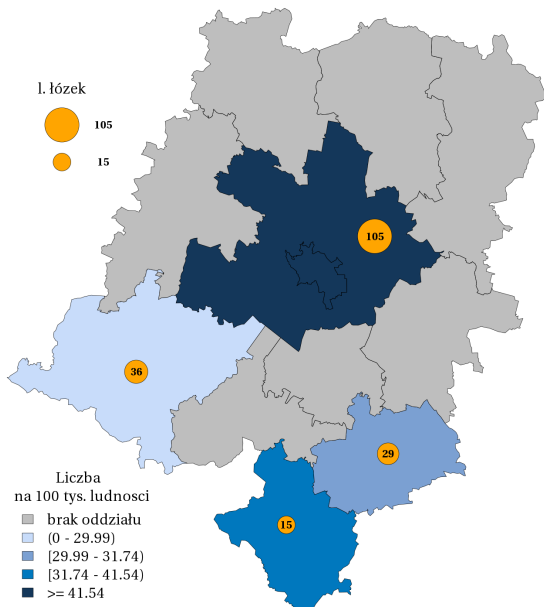 l. łózek
105
15
105
36
29
15
Liczba
na 100 tys. ludnosci
brak oddziału
(0 - 29.99)
[29.99 - 31.74)
[31.74 - 41.54)
>= 41.54